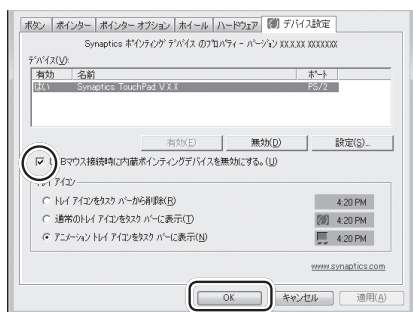 ボタン ポインター ポインター オプション ホイール ハードウェア デバイス設定
Synaptics ポインティング デバイス のプロパティー - バージョン XX.X.XX XXXXXXX
デバイス(V):
有効 名前 ポート
はい Synaptics TouchPad V X.X PS/2
有効(E) 無効(D) 設定(S)...
Bマウス接続時に内蔵ポインティングデバイスを無効にする。(U)
トレイ アイコン
トレイ アイコンをタスク バーから削除(R) 4:20 PM
通常のトレイ アイコンをタスク バーに表示(T) 4:20 PM
アニメーション トレイ アイコンをタスク バーに表示(N) 4:20 PM
www.synaptics.com
OK キャンセル 適用(A)